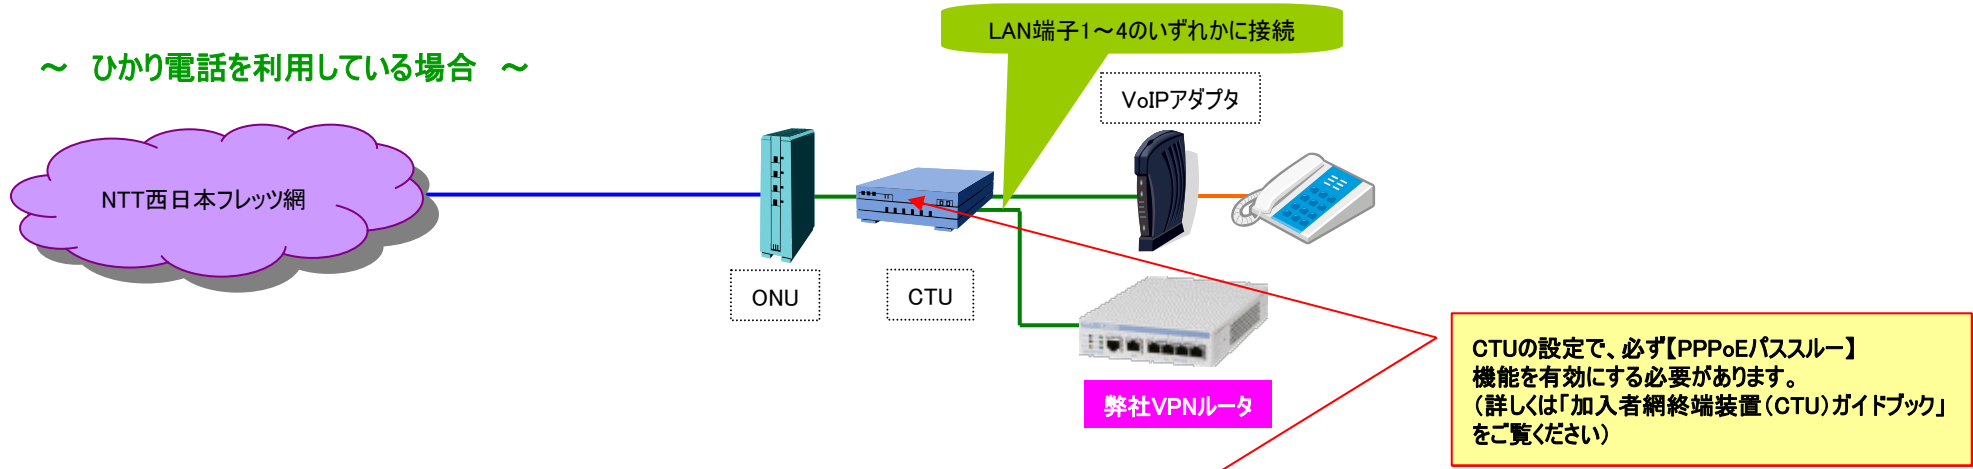 LAN端子1～4のいずれかに接続
～　ひかり電話を利用している場合　～
VoIPアダプタ
NTT西日本フレッツ網
ONU
CTU
弊社VPNルータ
CTUの設定で、必ず【PPPoEパススルー】
機能を有効にする必要があります。
（詳しくは「加入者網終端装置（CTU）ガイドブック」
をご覧ください）